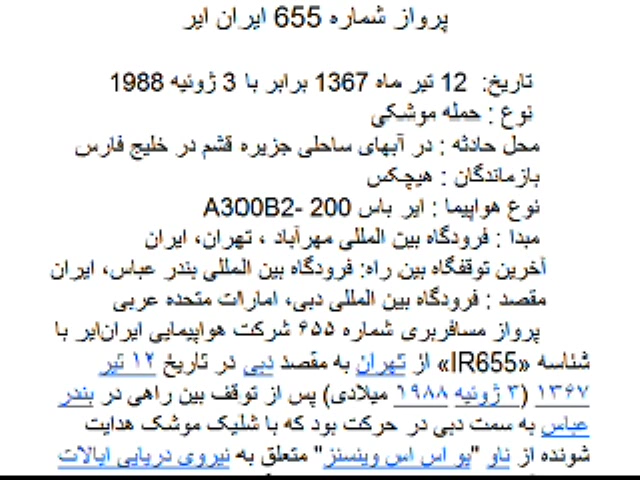 پرواز شماره 655 ایران ایر
تاریخ: 12 تیر ماه 1367 برابر با 3 ژوئیه 1988
نوع : حمله موشکی
محل حادثه : در آبهای ساحلی جزیره قشم در خلیج فارس
بازماندگان : هیچکس
نوع هواپیما : ایر باس A300B2- 200
مبدا : فرودگاه بین المللی مهرآباد ، تهران، ایران
آخرین توقفگاه بین راه: فرودگاه بین المللی بندر عباس، ایران
مقصد : فرودگاه بین المللی دبی، امارات متحده عربی
پرواز مسافربری شماره ۶۵۵ شرکت هواپیمایی ایران‌ایر با
شناسه «IR655» از تهران به مقصد دبی در تاریخ ۱۲ تیر
۱۳۶۷ (۳ ژوئیه ۱۹۸۸ میلادی) پس از توقف بین راهی در بندر
عباس به سمت دبی در حرکت بود که با شلیک موشک هدایت
شونده از ناو "یو اس اس وینسنز" متعلق به نیروی دریایی ایالات